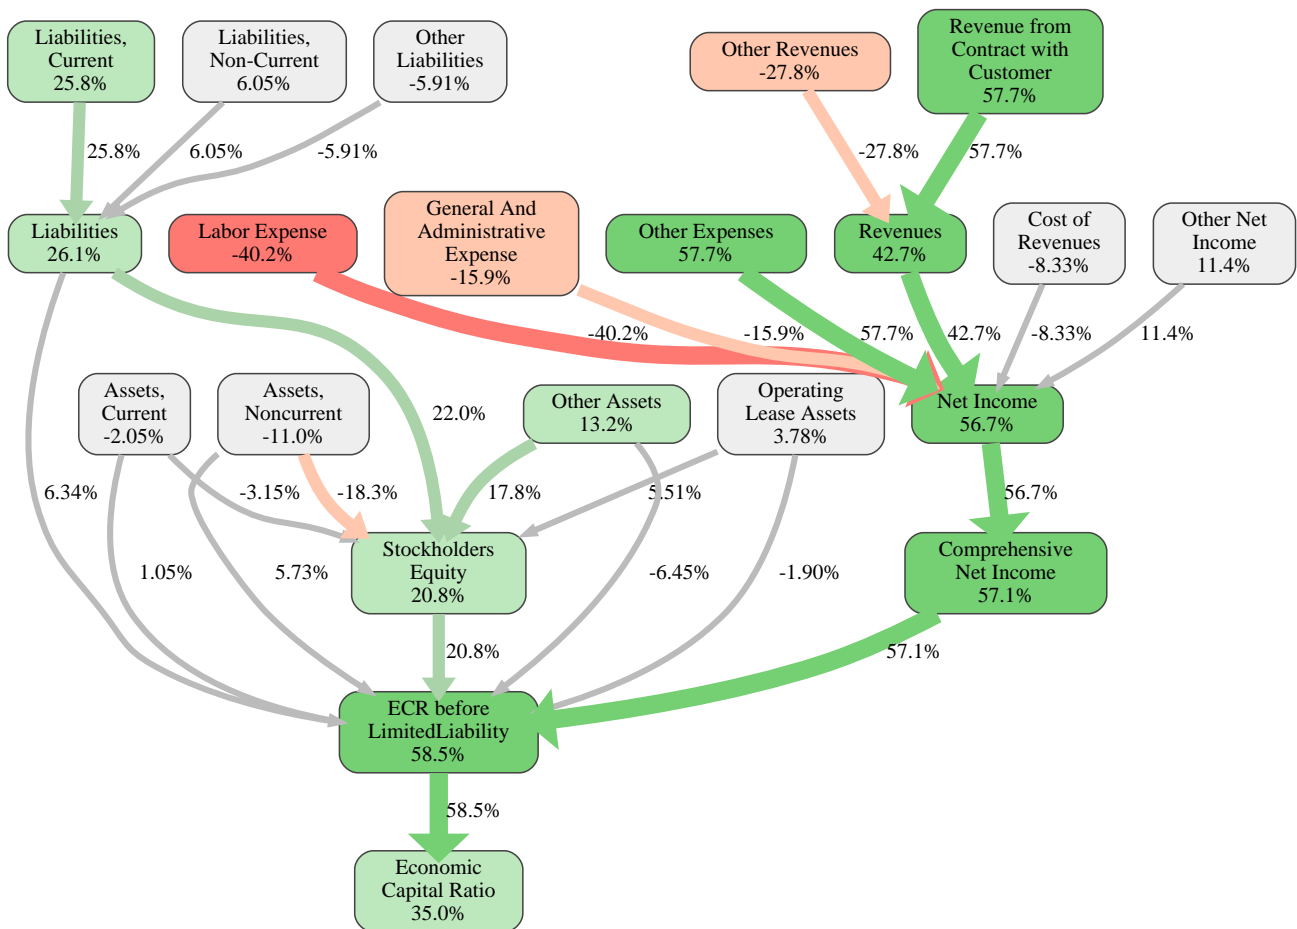 Liabilities,
Current
25.8%
Liabilities,
Non-Current
6.05%
Other
Liabilities
-5.91%
Other Revenues
-27.8%
Revenue from
Contract with
Customer
57.7%
25.8%
6.05%
-5.91%
-27.8%
57.7%
Liabilities
26.1%
Labor Expense
-40.2%
General And
Administrative
Expense
-15.9%
Other Expenses
57.7%
Revenues
42.7%
Cost of
Revenues
-8.33%
Other Net
Income
11.4%
-40.2%
-15.9%
57.7%
42.7%
-8.33%
11.4%
Assets,
Current
-2.05%
Assets,
Noncurrent
-11.0%
22.0%
Other Assets
13.2%
Operating
Lease Assets
3.78%
Net Income
56.7%
6.34%
-3.15%
-18.3%
17.8%
5.51%
56.7%
1.05%
5.73%
Stockholders
Equity
20.8%
-6.45%
-1.90%
Comprehensive
Net Income
57.1%
20.8%
57.1%
ECR before
LimitedLiability
58.5%
58.5%
Economic
Capital Ratio
35.0%